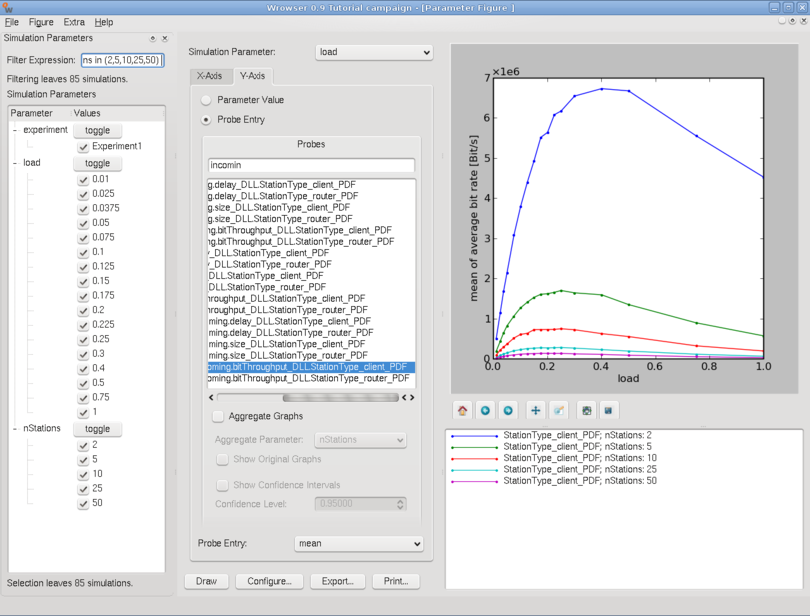 Wrowser 0.9 Tutorial campaign - [Parameter Figure ]
File Figure Extra Help
Simulation Parameters
Filter Expression: ns in (2,5,10,25,50)
Filtering leaves 85 simulations.
Simulation Parameters
Parameter Values
experiment toggle
Experiment1
load toggle
0.01
0.025
0.0375
0.05
0.075
0.1
0.125
0.15
0.175
0.2
0.225
0.25
0.3
0.4
0.5
0.75
1
nStations toggle
2
5
10
25
50
Selection leaves 85 simulations.
Simulation Parameter: load
X-Axis Y-Axis
Parameter Value
Probe Entry
Probes
incomin
g.delay_DLL.StationType_client_PDF
g.delay_DLL.StationType_router_PDF
g.size_DLL.StationType_client_PDF
g.size_DLL.StationType_router_PDF
ng.bitThroughput_DLL.StationType_client_PDF
ng.bitThroughput_DLL.StationType_router_PDF
y_DLL.StationType_client_PDF
y_DLL.StationType_router_PDF
DLL.StationType_client_PDF
DLL.StationType_router_PDF
hroughput_DLL.StationType_client_PDF
hroughput_DLL.StationType_router_PDF
ming.delay_DLL.StationType_client_PDF
ming.delay_DLL.StationType_router_PDF
ming.size_DLL.StationType_client_PDF
ming.size_DLL.StationType_router_PDF
oming.bitThroughput_DLL.StationType_client_PDF
oming.bitThroughput_DLL.StationType_router_PDF
Aggregate Graphs
Aggregate Parameter: nStations
Show Original Graphs
Show Confidence Intervals
Confidence Level: 0.95000
Probe Entry: mean
Draw Configure... Export... Print...
1e6
7
6
5
4
3
2
1
0
mean of average bit rate [Bit/s]
0.0 0.2 0.4 0.6 0.8 1.0
load
StationType_client_PDF; nStations: 2
StationType_client_PDF; nStations: 5
StationType_client_PDF; nStations: 10
StationType_client_PDF; nStations: 25
StationType_client_PDF; nStations: 50